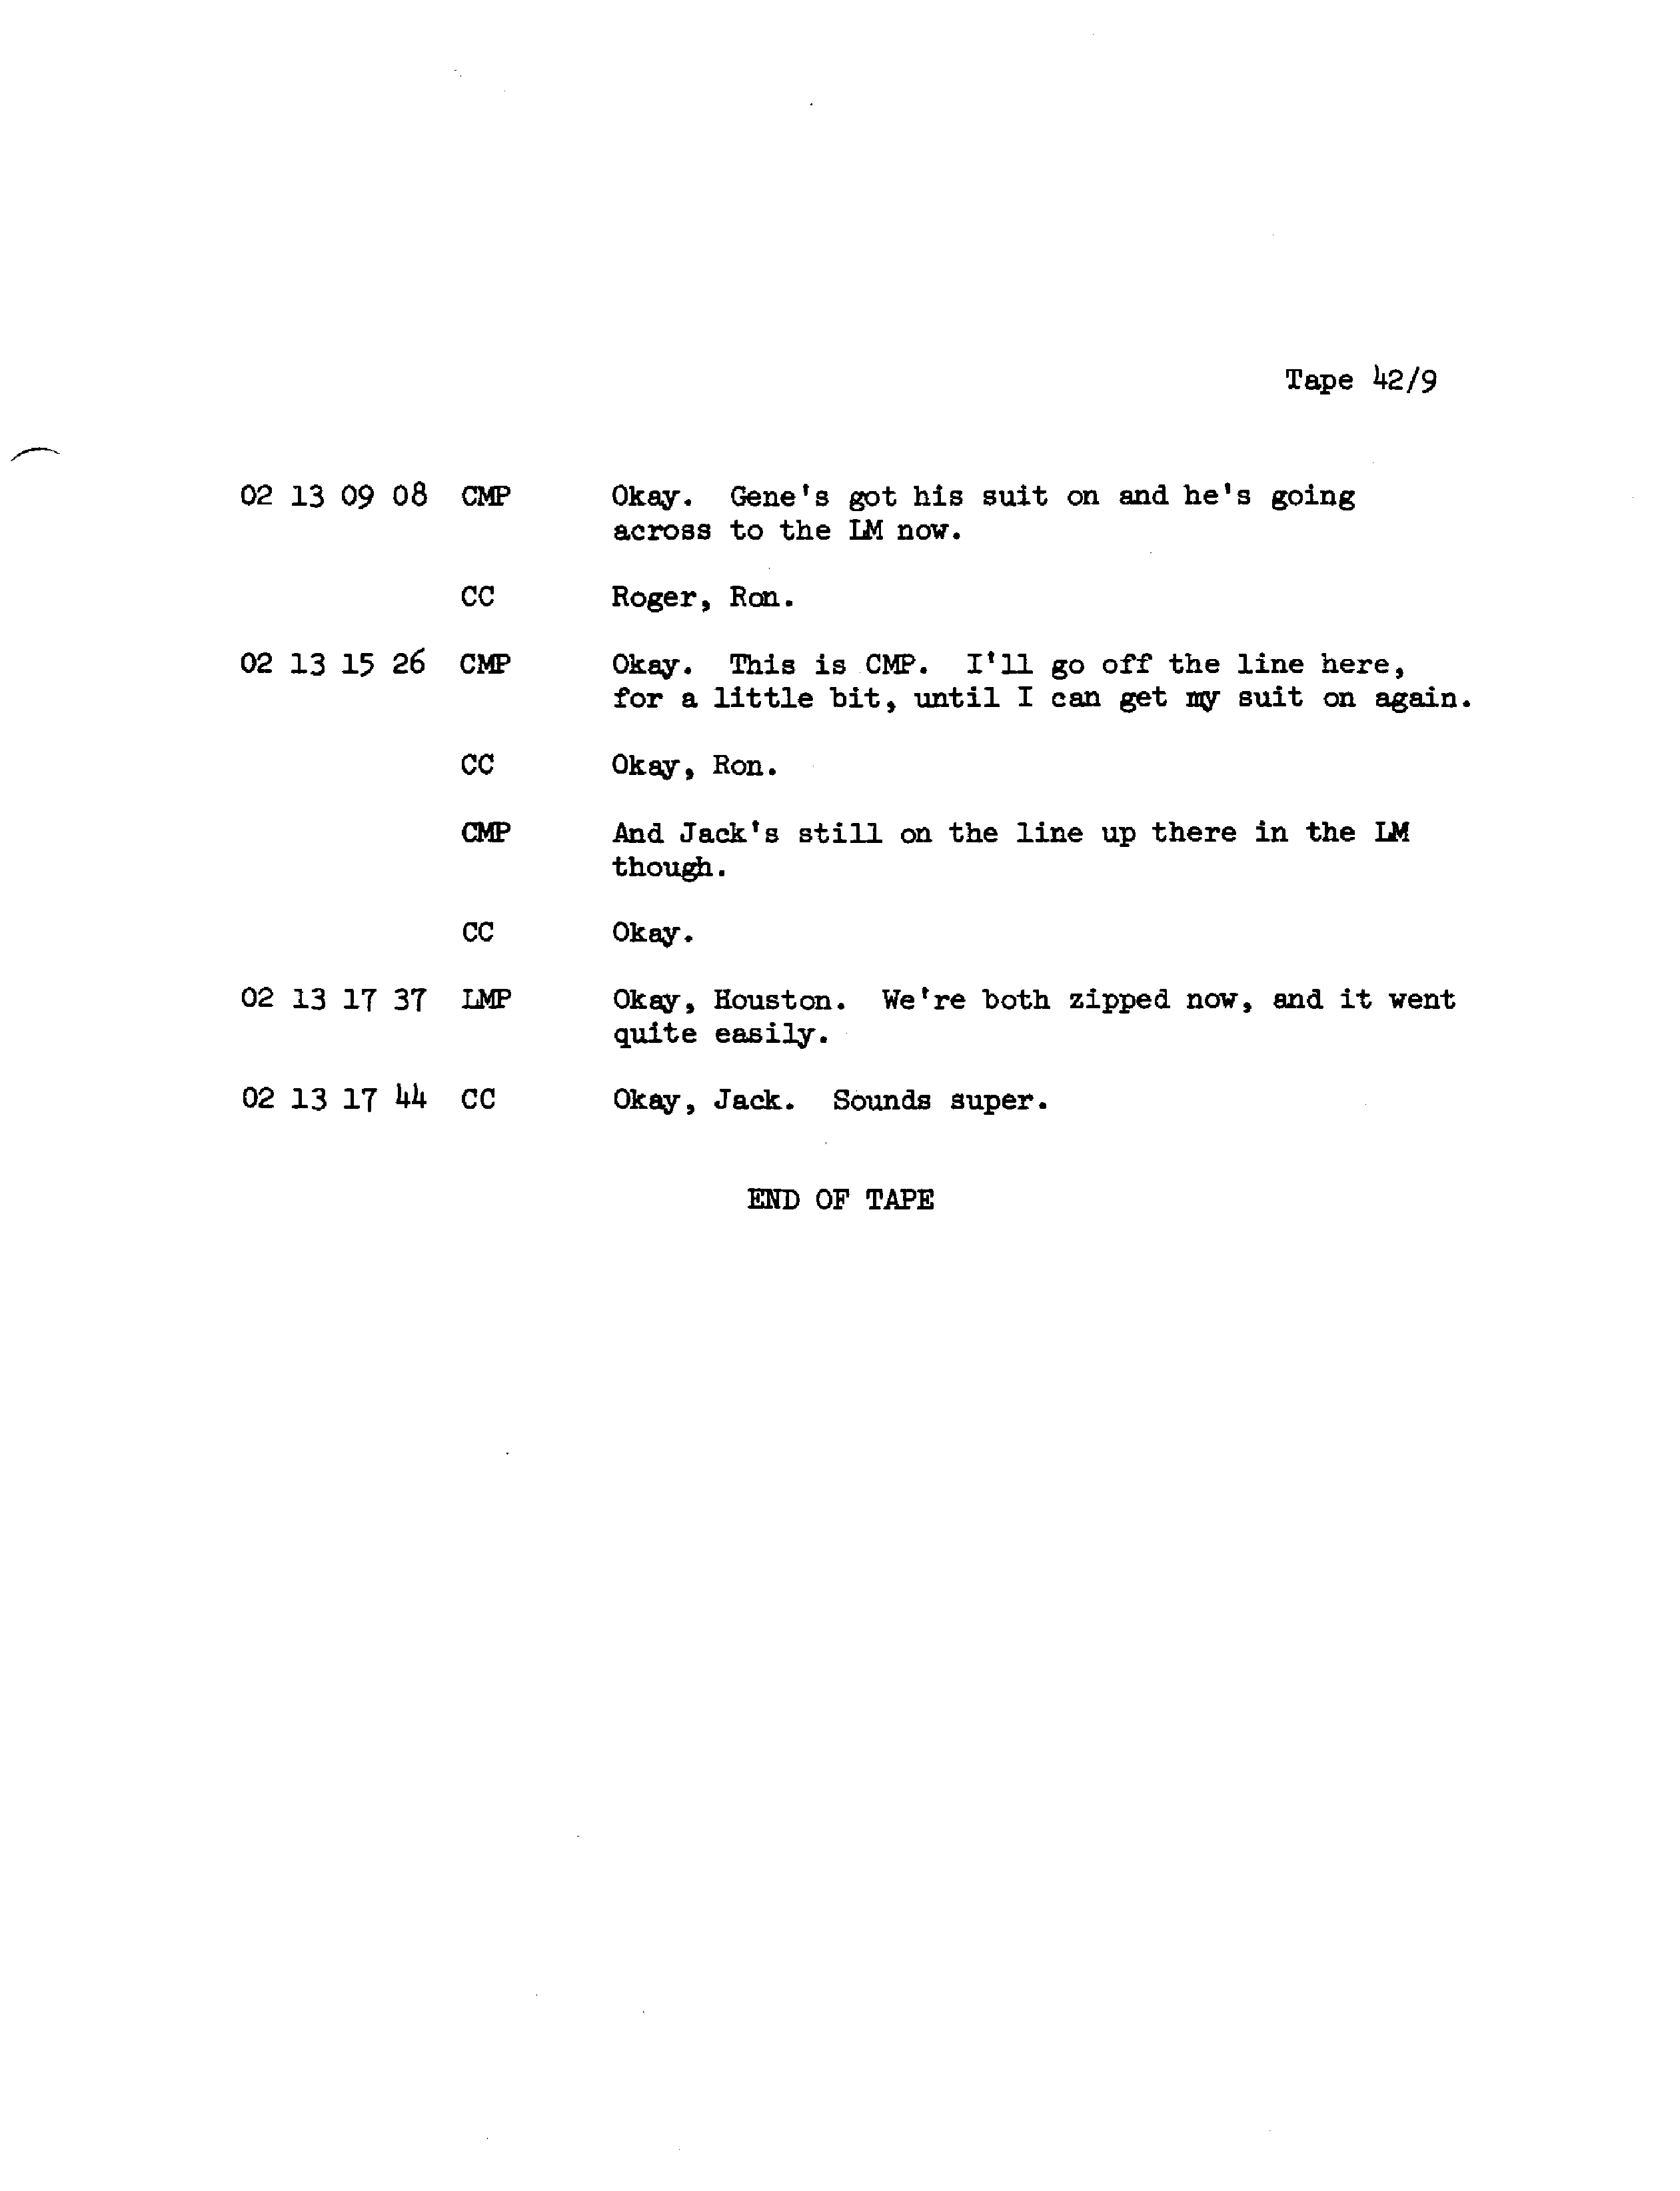 Tape 42/9
02 13 09 08 CMP Okay. Gene's got his suit on and he's going
across to the LM now.
CC Roger, Ron.
02 13 15 26 CMP Okay. This is CMP. I'll go off the line here,
for a little bit, until I can get my suit on again.
CC Okay, Ron.
CMP And Jack's still on the line up there in the LM
though.
CC Okay.
02 13 17 37 LMP Okay, Houston. We're both zipped now, and it went
quite easily.
02 13 17 44 CC Okay, Jack. Sounds super.
END OF TAPE